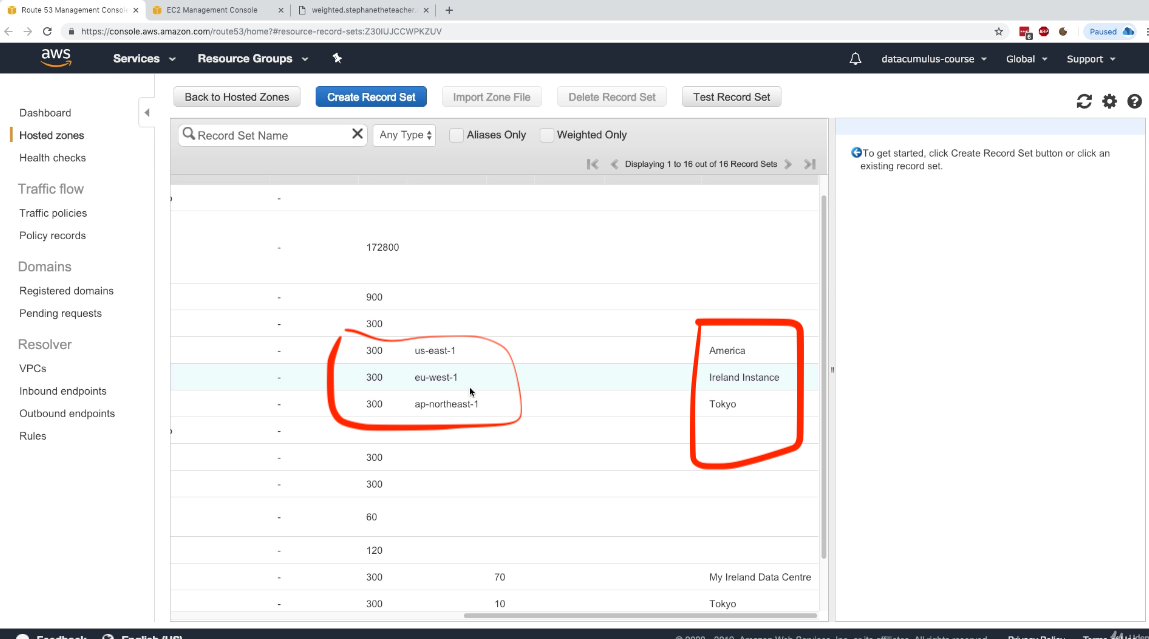 Route 53 Management Consol
EC2 Management Console
weighted.stephanetheteacher.
https://console.aws.amazon.com/route53/home?#resource-record-sets:Z30IUJCCWPKZUV
Paused
aws
Services
Resource Groups
datacumulus-course
Global
Support
Back to Hosted Zones
Create Record Set
Import Zone File
Delete Record Set
Test Record Set
Dashboard
Hosted zones
Health checks
Traffic flow
Traffic policies
Policy records
Domains
Registered domains
Pending requests
Resolver
VPCs
Inbound endpoints
Outbound endpoints
Rules
Record Set Name
Any Type
Aliases Only
Weighted Only
Displaying 1 to 16 out of 16 Record Sets
-
- 172800
- 900
- 300
- 300 us-east-1 America
- 300 eu-west-1 Ireland Instance
- 300 ap-northeast-1 Tokyo
-
- 300
- 300
- 60
- 120
- 300 70 My Ireland Data Centre
- 300 10 Tokyo
To get started, click Create Record Set button or click an
existing record set.
Feedback
English (US)